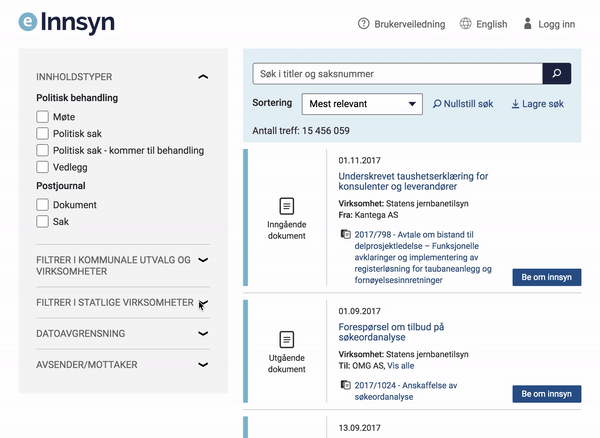 eInnsyn
Brukerveiledning
English
Logg inn
INNHOLDSTYPER
Politisk behandling
Møte
Politisk sak
Politisk sak - kommer til behandling
Vedlegg
Postjournal
Dokument
Sak
FILTRER I KOMMUNALE UTVALG OG
VIRKSOMHETER
FILTRER I STATLIGE VIRKSOMHETER
DATOAVGRENSNING
AVSENDER/MOTTAKER
Søk i titler og saksnummer
Sortering
Mest relevant
Nullstill søk
Lagre søk
Antall treff: 15 456 059
Inngående
dokument
01.11.2017
Underskrevet taushetserklæring for
konsulenter og leverandører
Virksomhet: Statens jernbanetilsyn
Fra: Kantega AS
2017/798 - Avtale om bistand til
delprosjektledelse – Funksjonelle
avklaringer og implementering av
registerløsning for taubaneanlegg og
fornøyelsesinnretninger
Be om innsyn
Utgående
dokument
01.09.2017
Forespørsel om tilbud på
søkeordanalyse
Virksomhet: Statens jernbanetilsyn
Til: OMG AS, Vis alle
2017/1024 - Anskaffelse av
søkeordanalyse
Be om innsyn
13.09.2017